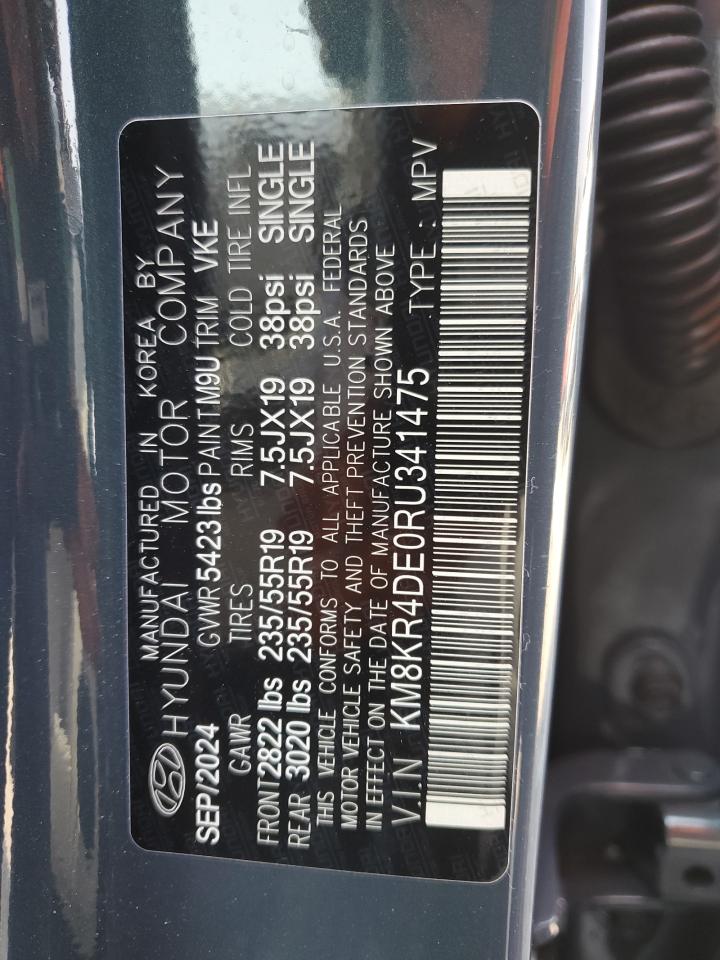 MANUFACTURED IN KOREA BY
HYUNDAI MOTOR COMPANY
SEP/2024 GVWR 5423 lbs PAINT M9U TRIM VKE
GAWR TIRES RIMS COLD TIRE INFL
FRONT 2822 lbs 235/55R19 7.5JX19 38psi SINGLE
REAR 3020 lbs 235/55R19 7.5JX19 38psi SINGLE
THIS VEHICLE CONFORMS TO ALL APPLICABLE U.S.A. FEDERAL
MOTOR VEHICLE SAFETY AND THEFT PREVENTION STANDARDS
IN EFFECT ON THE DATE OF MANUFACTURE SHOWN ABOVE
V.I.N KM8KR4DE0RU341475 TYPE : MPV